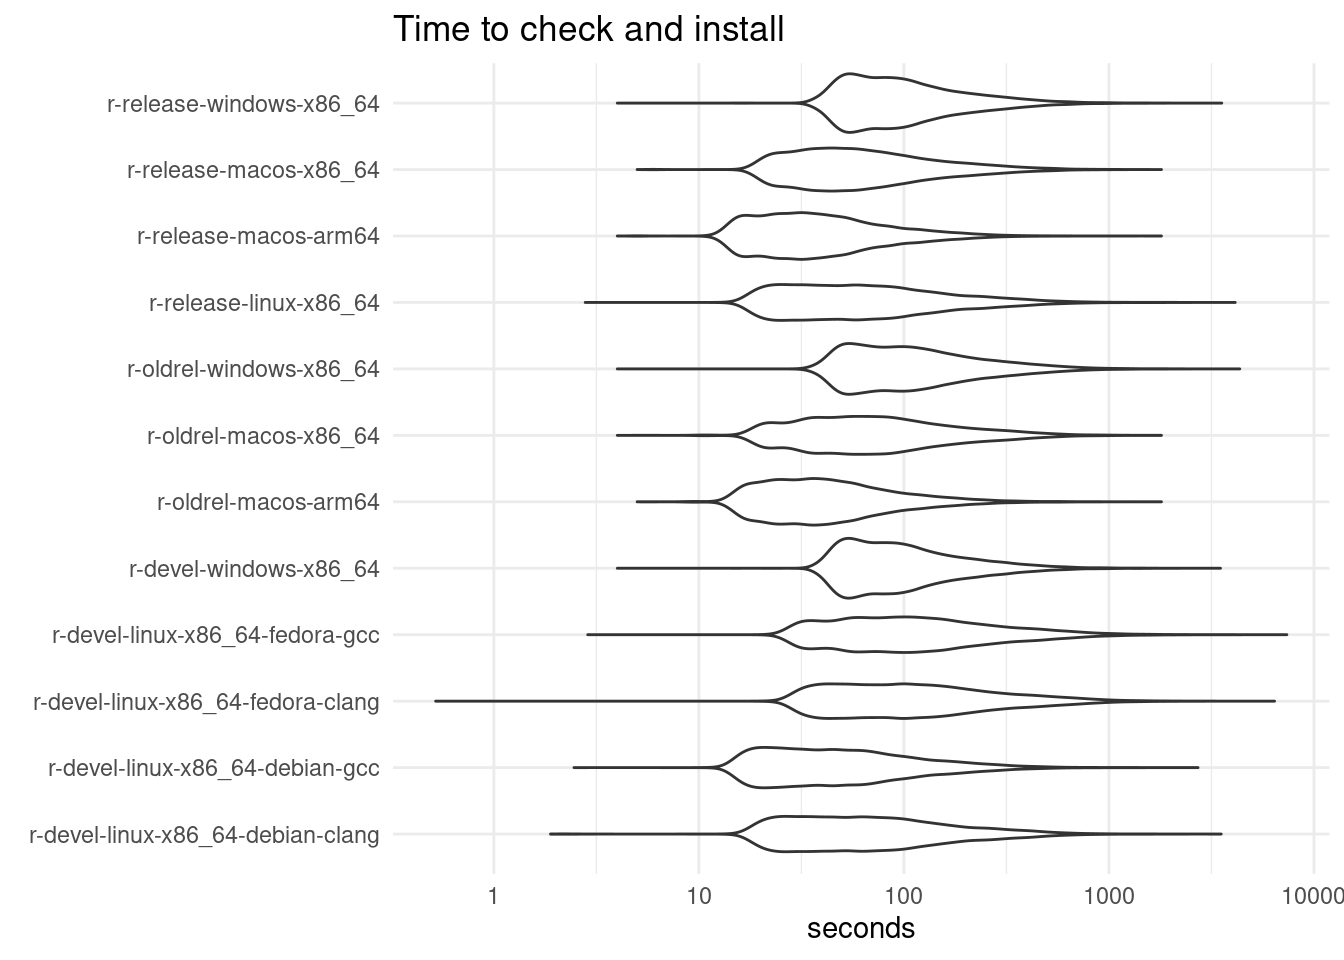 Time to check and install
r-release-windows-x86_64
r-release-macos-x86_64
r-release-macos-arm64
r-release-linux-x86_64
r-oldrel-windows-x86_64
r-oldrel-macos-x86_64
r-oldrel-macos-arm64
r-devel-windows-x86_64
r-devel-linux-x86_64-fedora-gcc
r-devel-linux-x86_64-fedora-clang
r-devel-linux-x86_64-debian-gcc
r-devel-linux-x86_64-debian-clang
1 10 100 1000 10000
seconds